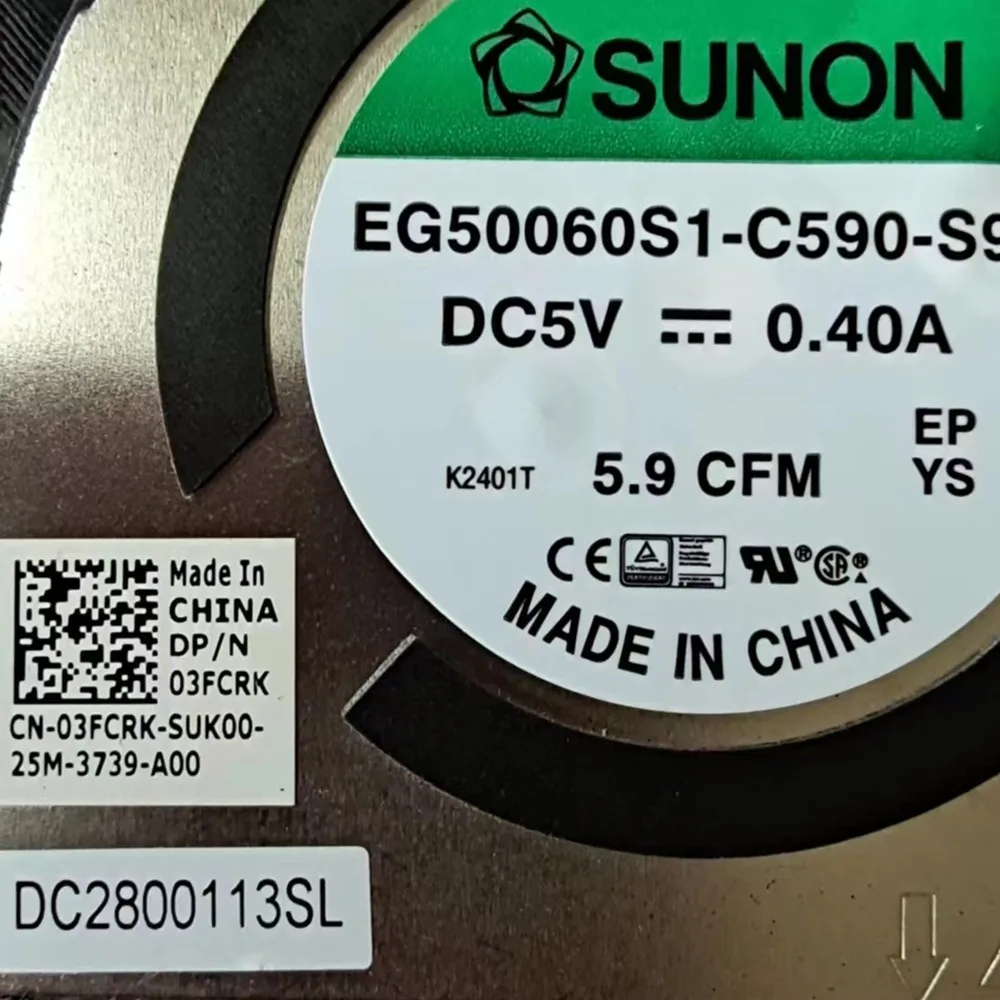 SUNON
EG50060S1-C590-S9
DC5V ⎓ 0.40A
EP
K2401T 5.9 CFM YS
CE
SA
MADE IN CHINA
Made In
CHINA
DP/N
03FCRK
CN-03FCRK-SUK00-
25M-3739-A00
DC2800113SL